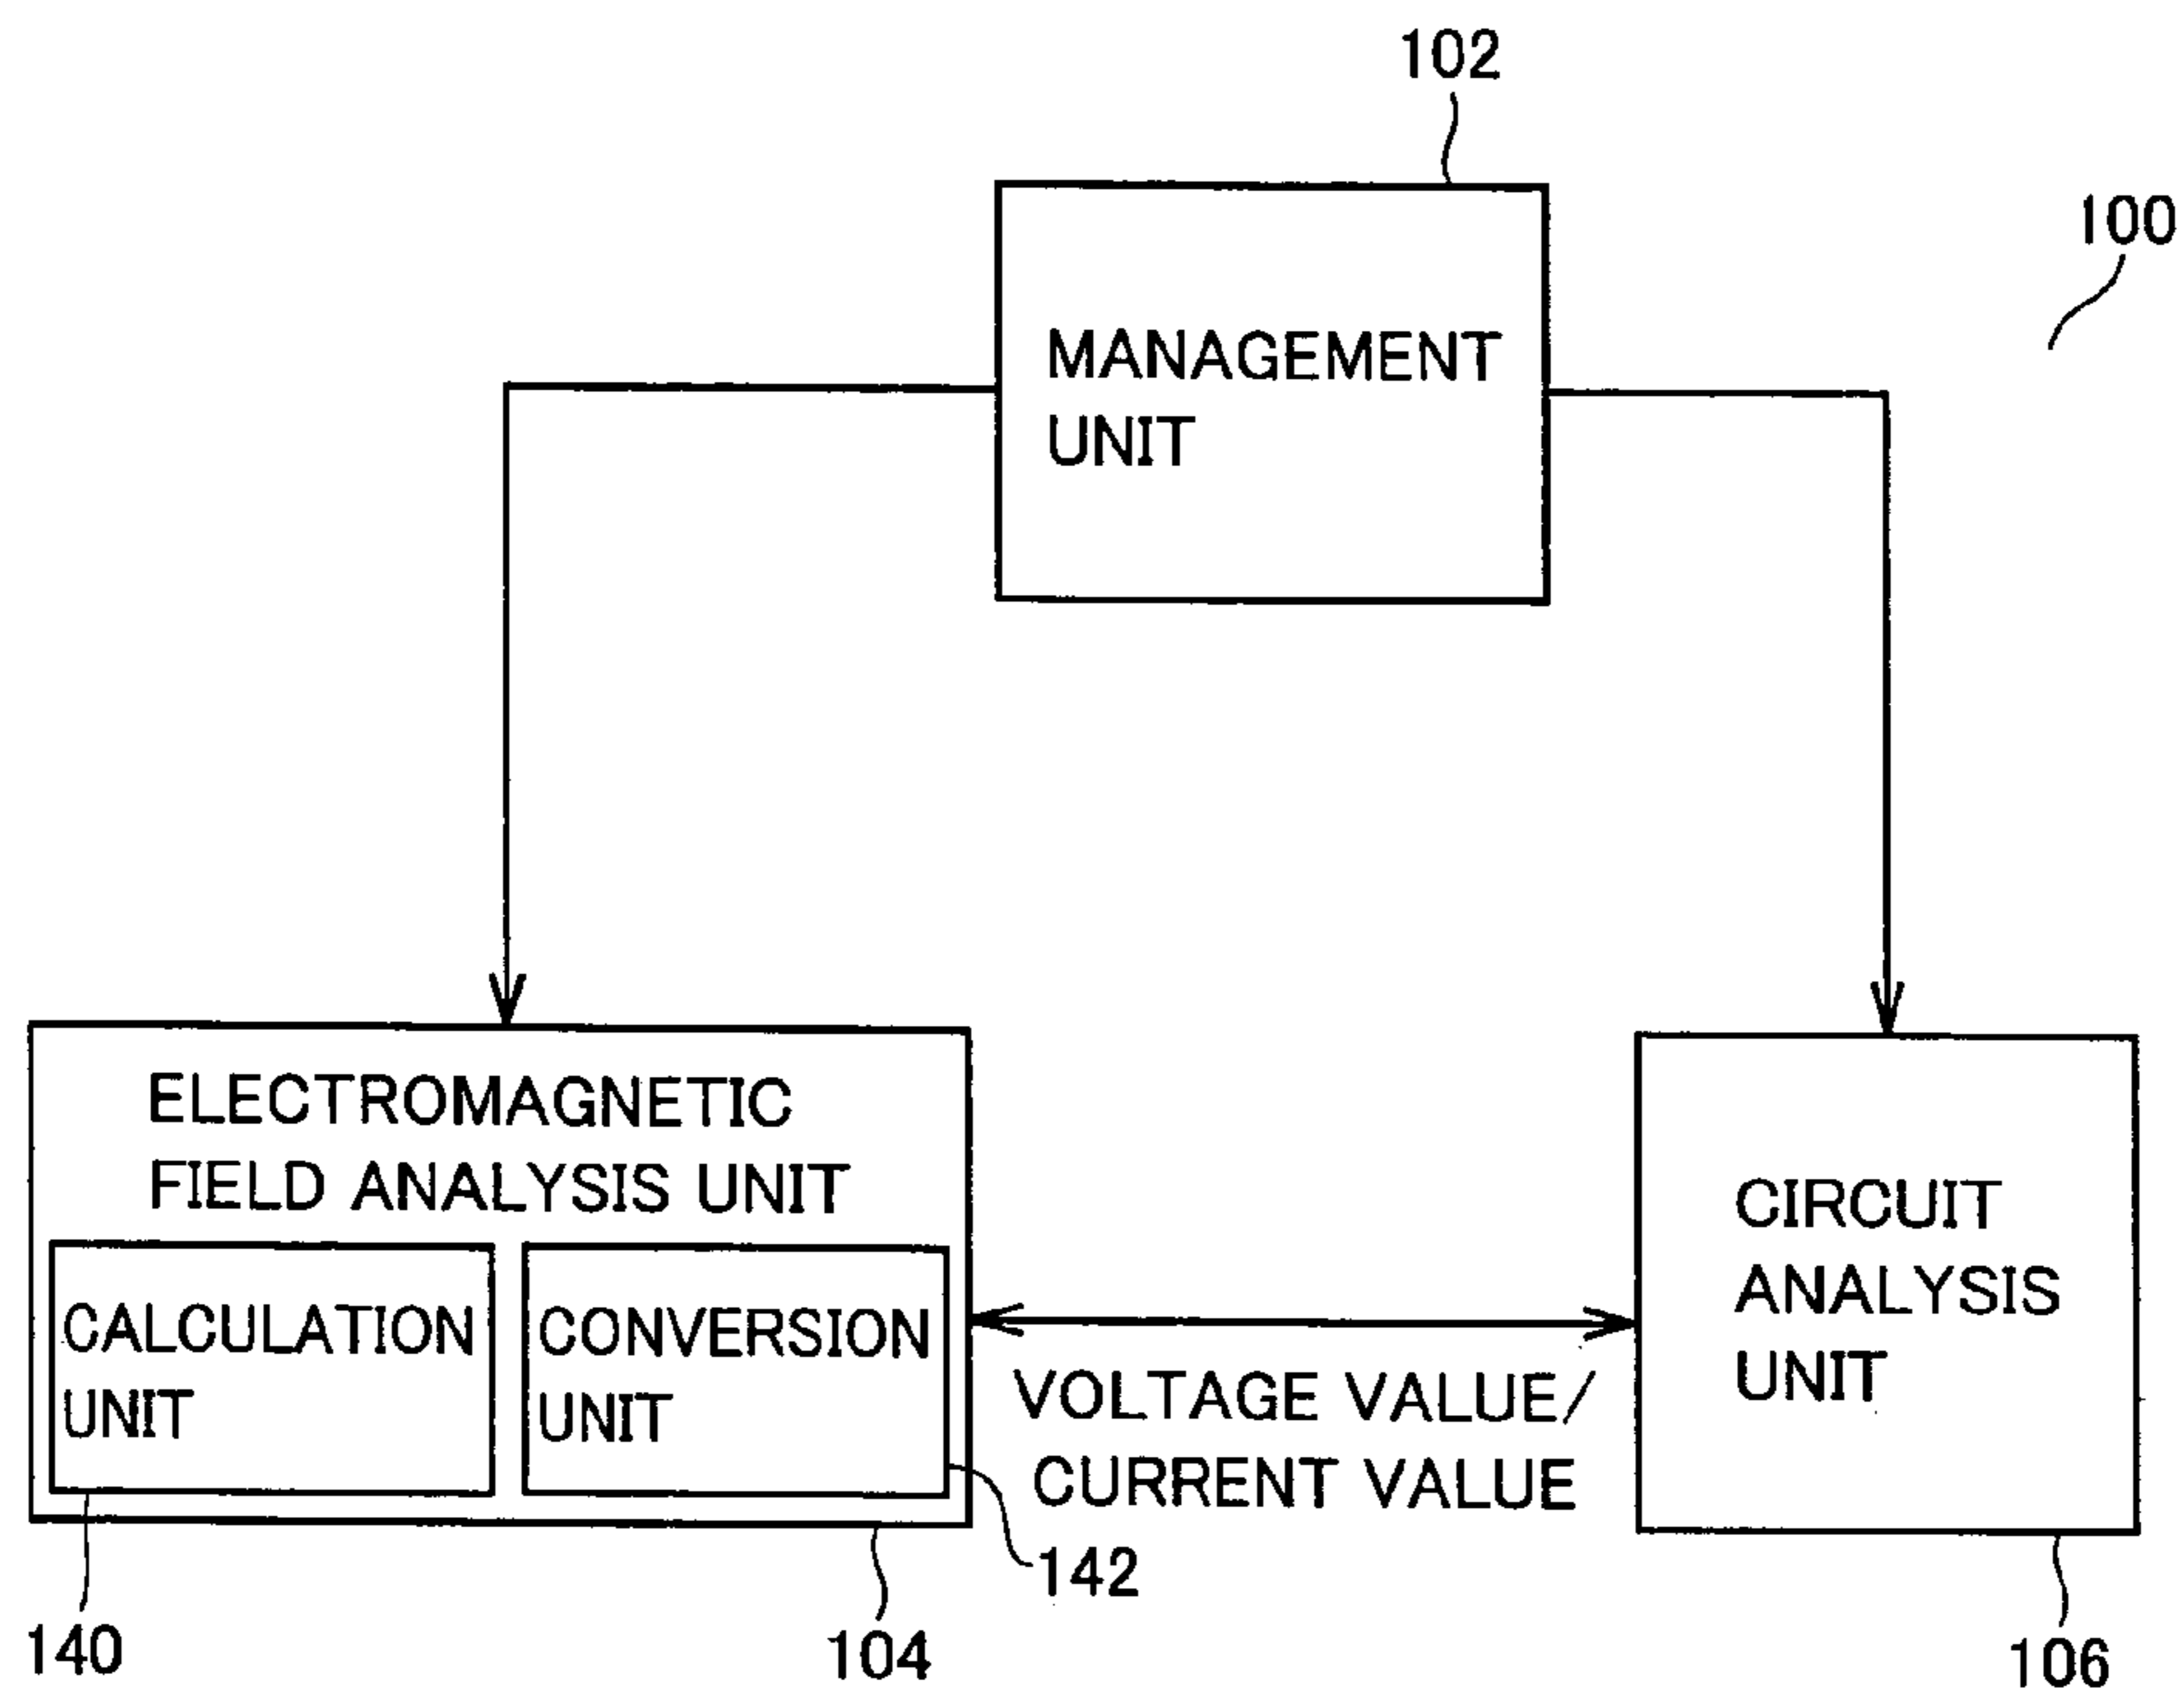 102
100
MANAGEMENT
UNIT
ELECTROMAGNETIC
FIELD ANALYSIS UNIT
CALCULATION
UNIT
CONVERSION
UNIT
VOLTAGE VALUE/
CURRENT VALUE
CIRCUIT
ANALYSIS
UNIT
142
140
104
106